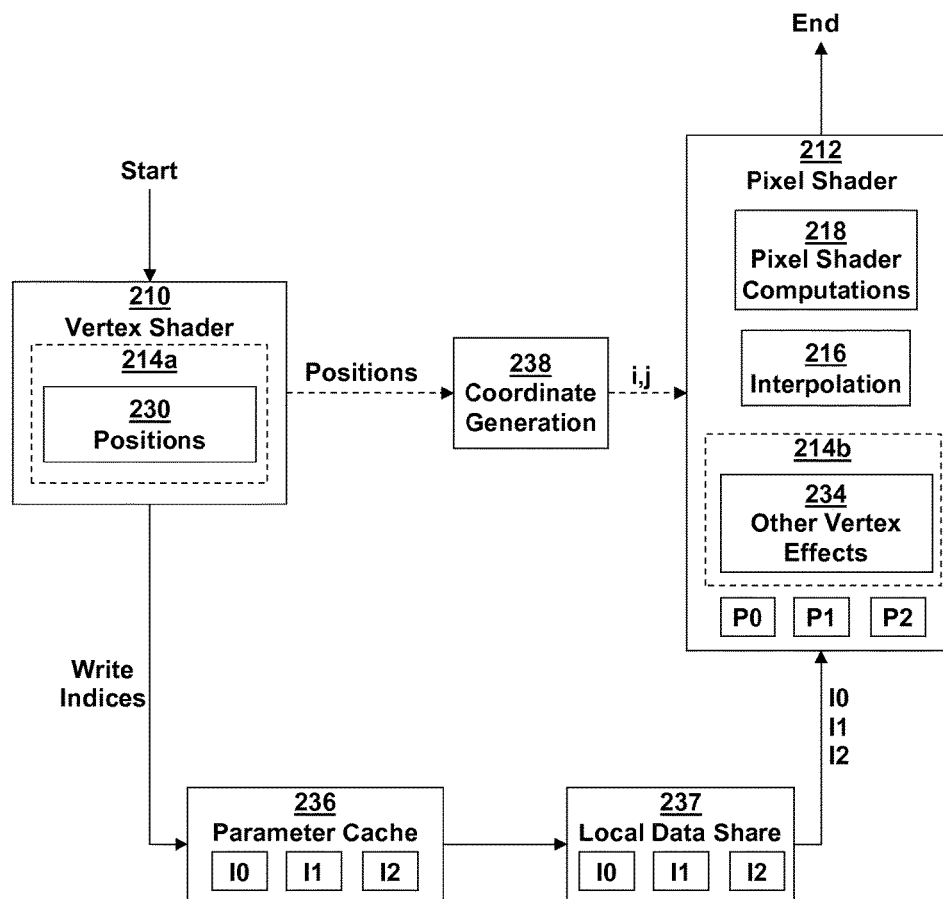 End
212
Pixel Shader
218
Pixel Shader
Computations
216
Interpolation
214b
234
Other Vertex
Effects
P0 P1 P2
Start
210
Vertex Shader
214a
230
Positions
Positions
238
Coordinate
Generation
i,j
Write
Indices
236
Parameter Cache
I0 I1 I2
237
Local Data Share
I0 I1 I2
I0
I1
I2